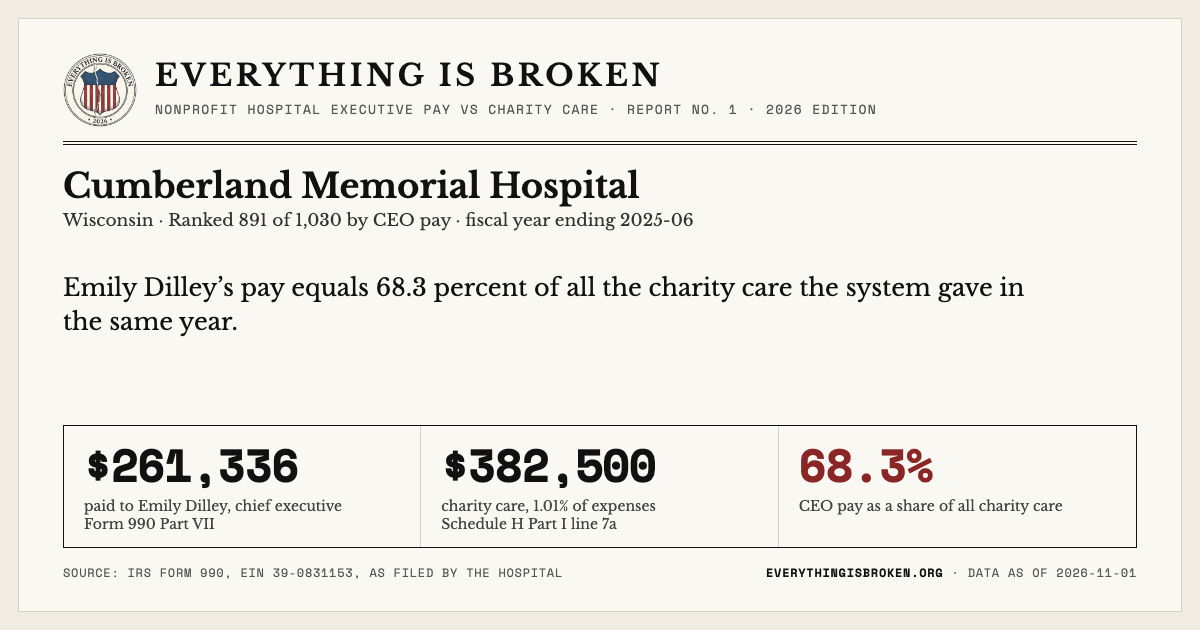 EVERYTHING IS BROKEN
2026
EVERYTHING IS BROKEN
NONPROFIT HOSPITAL EXECUTIVE PAY VS CHARITY CARE · REPORT NO. 1 · 2026 EDITION
Cumberland Memorial Hospital
Wisconsin · Ranked 891 of 1,030 by CEO pay · fiscal year ending 2025-06
Emily Dilley’s pay equals 68.3 percent of all the charity care the system gave in
the same year.
$261,336
paid to Emily Dilley, chief executive
Form 990 Part VII
$382,500
charity care, 1.01% of expenses
Schedule H Part I line 7a
68.3%
CEO pay as a share of all charity care
SOURCE: IRS FORM 990, EIN 39-0831153, AS FILED BY THE HOSPITAL
EVERYTHINGISBROKEN.ORG · DATA AS OF 2026-11-01